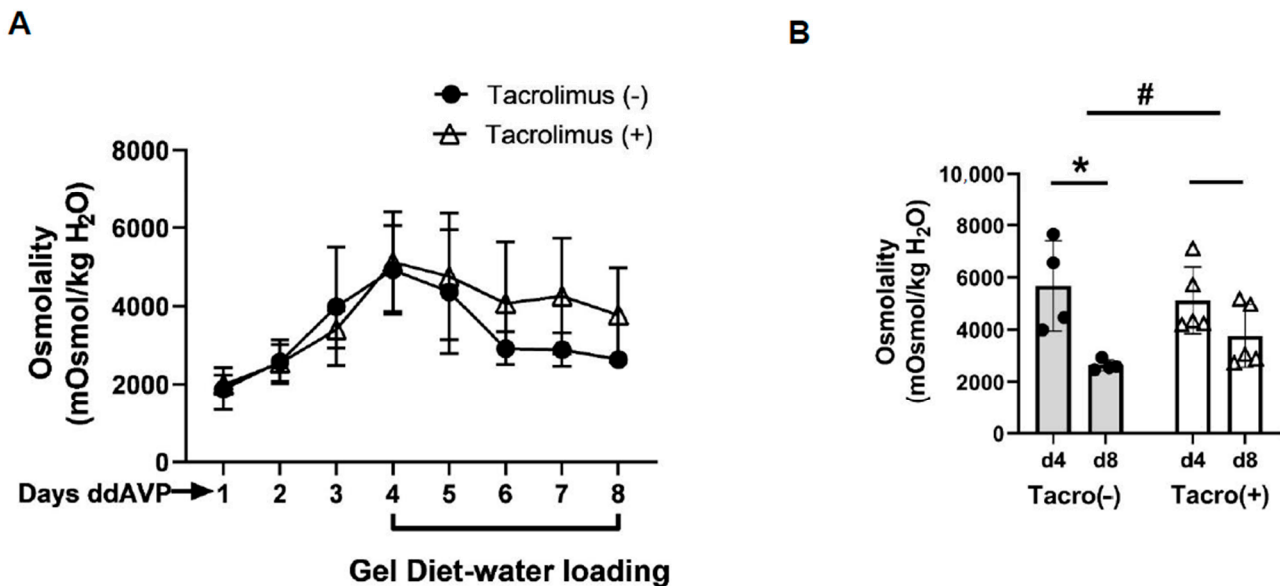 A
Tacrolimus (-)
Tacrolimus (+)
Osmolality
(mOsmol/kg H₂O)
8000
6000
4000
2000
0
Days ddAVP
1 2 3 4 5 6 7 8
Gel Diet-water loading
B
#
*
Osmolality
(mOsmol/kg H₂O)
10,000
8000
6000
4000
2000
0
d4 d8 d4 d8
Tacro(-) Tacro(+)